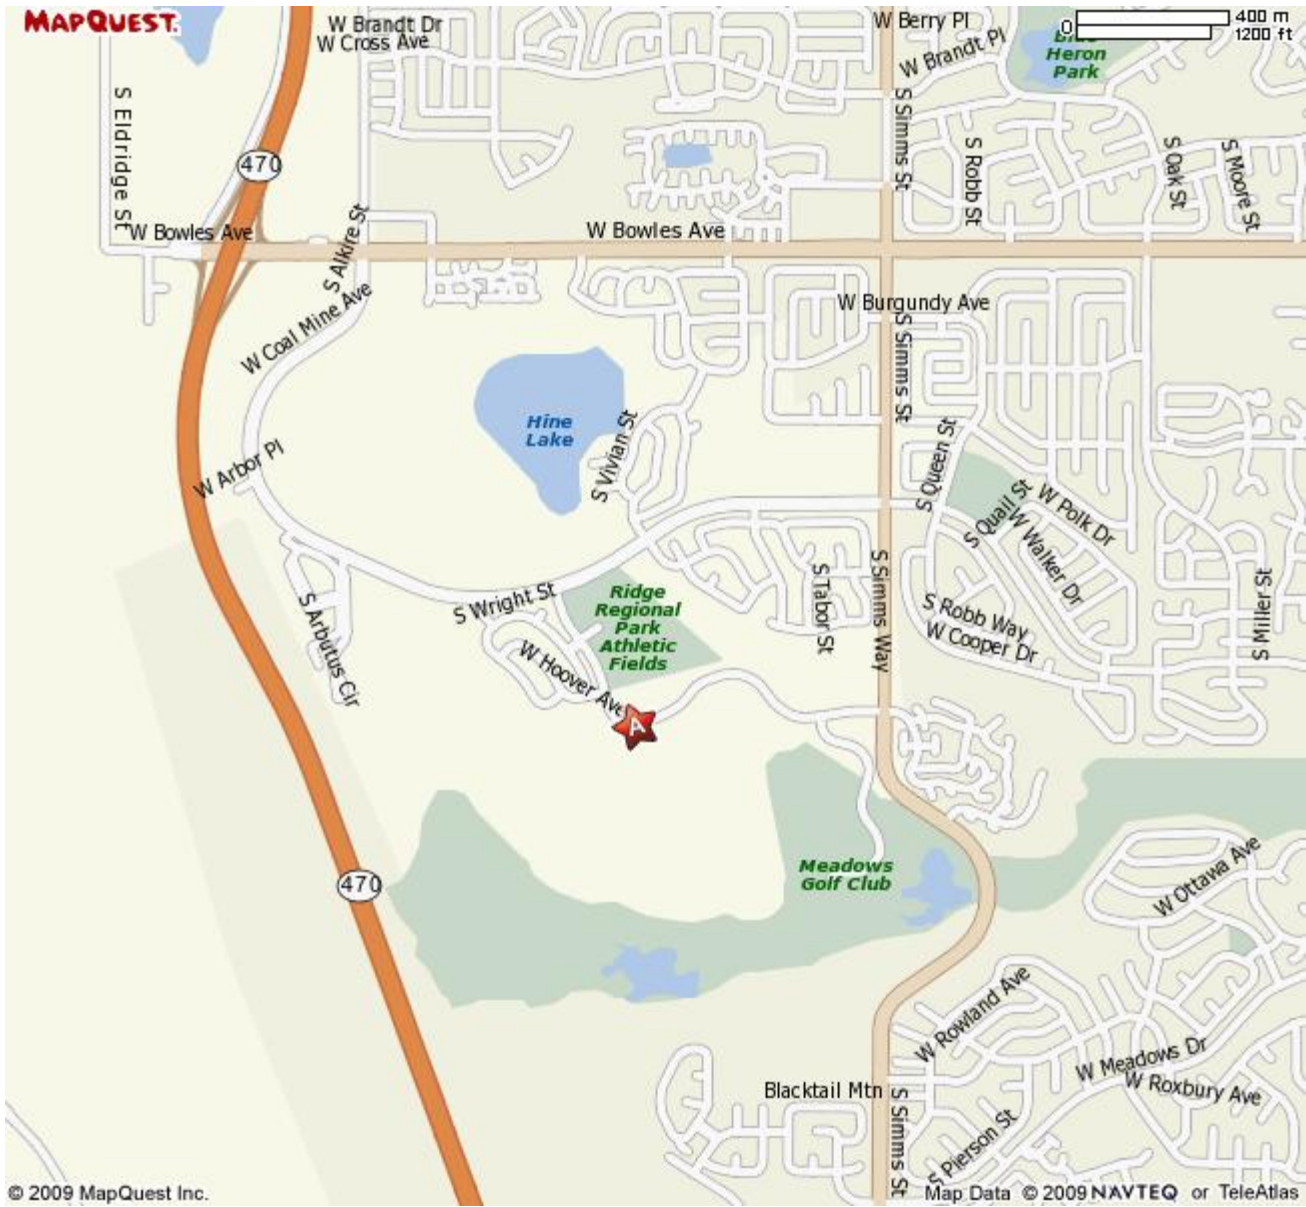 MAPQUEST.
W Brandt Dr
W Cross Ave
W Berry Pl
W Brandt Pl
0
400 m
1200 ft
Blue
Heron
Park
S Eldridge St
470
S Simms St
S Robb St
S Oak St
S Moore St
W Bowles Ave
S Alkire St
W Bowles Ave
W Coal Mine Ave
W Burgundy Ave
S Simms St
Hine
Lake
S Vivian St
W Arbor Pl
S Queen St
S Quail St
W Polk Dr
W Walker Dr
S Simms Way
S Tabor St
S Miller St
S Wright St
S Arbutus Cir
Ridge
Regional
Park
Athletic
Fields
S Robb Way
W Cooper Dr
W Hoover Ave
A
Meadows
Golf Club
470
W Ottawa Ave
W Rowland Ave
W Meadows Dr
W Roxbury Ave
Blacktail Mtn
S Simms St
S Pierson St
© 2009 MapQuest Inc.
Map Data © 2009 NAVTEQ or TeleAtlas